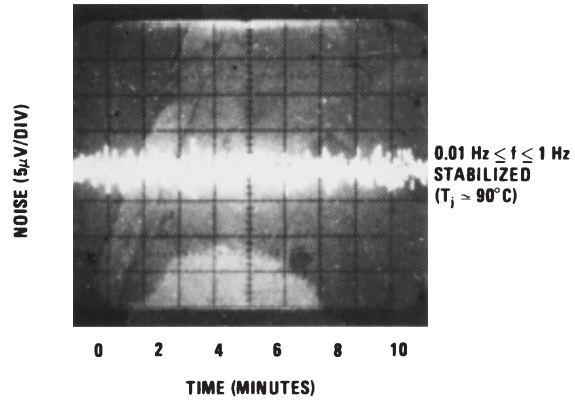 NOISE (5μV/DIV)
0.01 Hz ≤ f ≤ 1 Hz
STABILIZED
(Tj ≃ 90°C)
0 2 4 6 8 10
TIME (MINUTES)